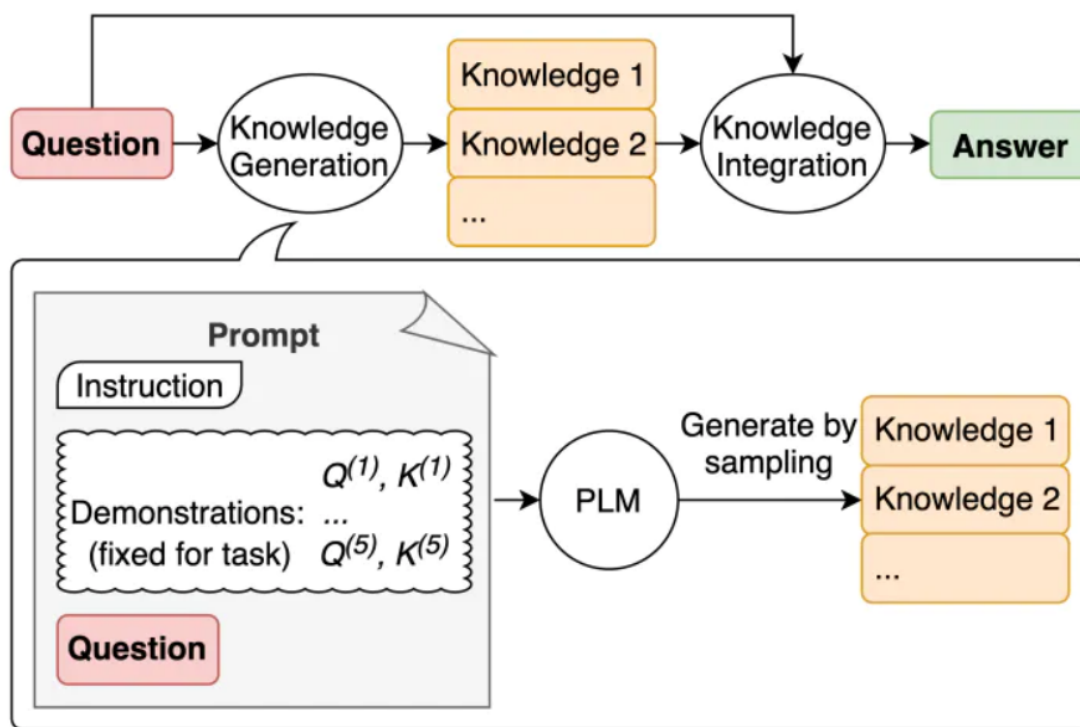 Question
Knowledge
Generation
Knowledge 1
Knowledge 2
...
Knowledge
Integration
Answer
Prompt
Instruction
Q(1), K(1)
Demonstrations: ...
(fixed for task) Q(5), K(5)
Question
PLM
Generate by
sampling
Knowledge 1
Knowledge 2
...